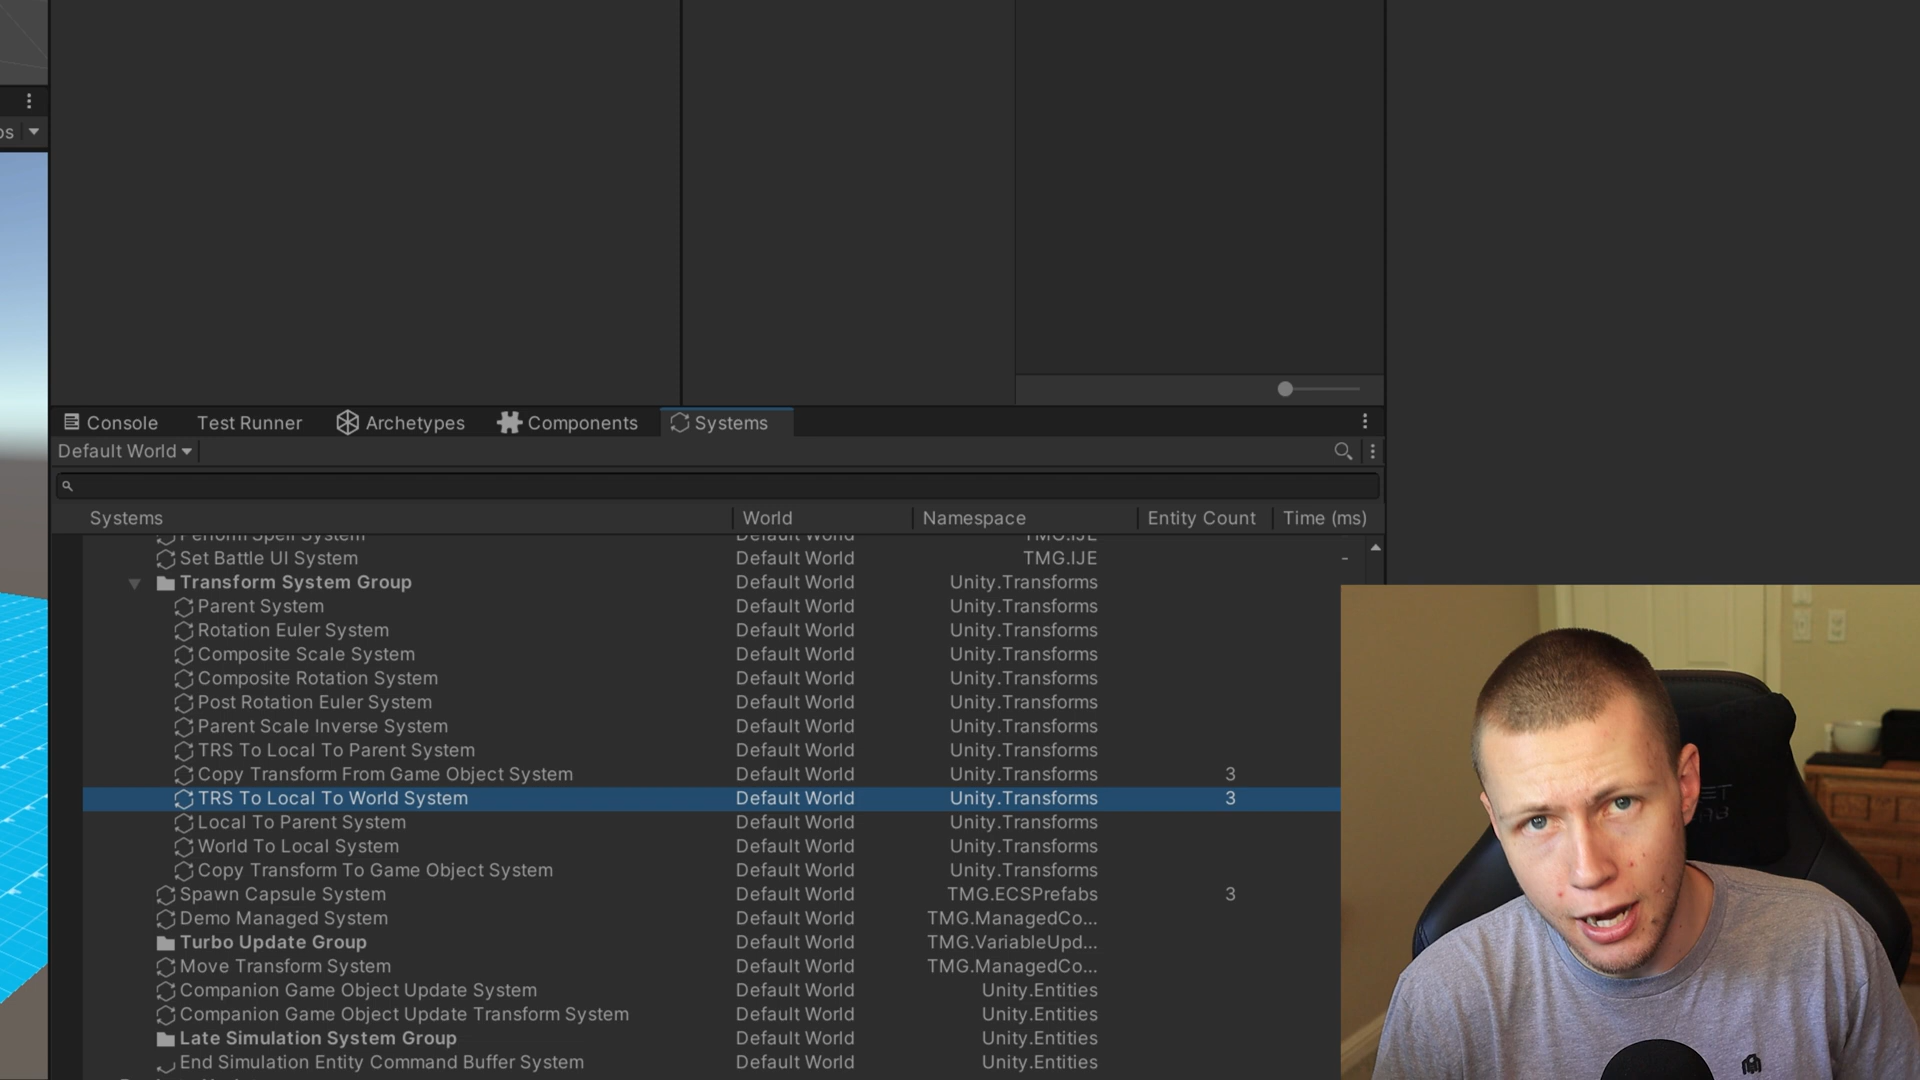 os
Console Test Runner Archetypes Components Systems
Default World
Systems World Namespace Entity Count Time (ms)
Perform Spell System Default World TMG.IJE
Set Battle UI System Default World TMG.IJE -
Transform System Group Default World Unity.Transforms
Parent System Default World Unity.Transforms
Rotation Euler System Default World Unity.Transforms
Composite Scale System Default World Unity.Transforms
Composite Rotation System Default World Unity.Transforms
Post Rotation Euler System Default World Unity.Transforms
Parent Scale Inverse System Default World Unity.Transforms
TRS To Local To Parent System Default World Unity.Transforms
Copy Transform From Game Object System Default World Unity.Transforms 3
TRS To Local To World System Default World Unity.Transforms 3
Local To Parent System Default World Unity.Transforms
World To Local System Default World Unity.Transforms
Copy Transform To Game Object System Default World Unity.Transforms
Spawn Capsule System Default World TMG.ECSPrefabs 3
Demo Managed System Default World TMG.ManagedCo...
Turbo Update Group Default World TMG.VariableUpd...
Move Transform System Default World TMG.ManagedCo...
Companion Game Object Update System Default World Unity.Entities
Companion Game Object Update Transform System Default World Unity.Entities
Late Simulation System Group Default World Unity.Entities
End Simulation Entity Command Buffer System Default World Unity.Entities